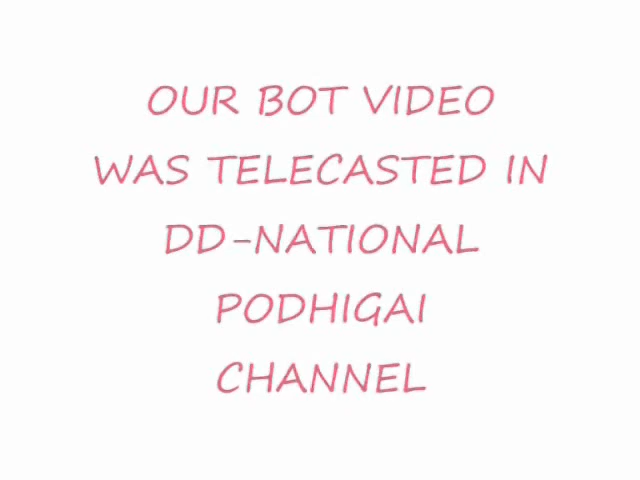 OUR BOT VIDEO
WAS TELECASTED IN
DD-NATIONAL
PODHIGAI
CHANNEL